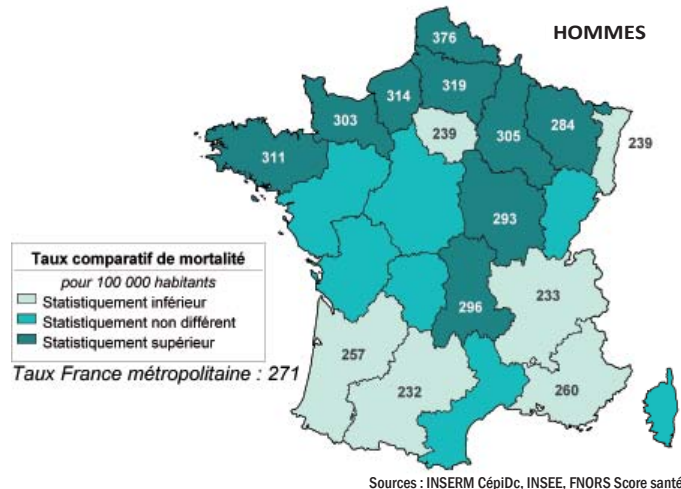 HOMMES
376
319
314
303
284
239
305
239
311
293
Taux comparatif de mortalité
pour 100 000 habitants
Statistiquement inférieur
Statistiquement non différent
Statistiquement supérieur
Taux France métropolitaine : 271
296
233
257
232
260
Sources : INSERM CépiDc, INSEE, FNORS Score santé